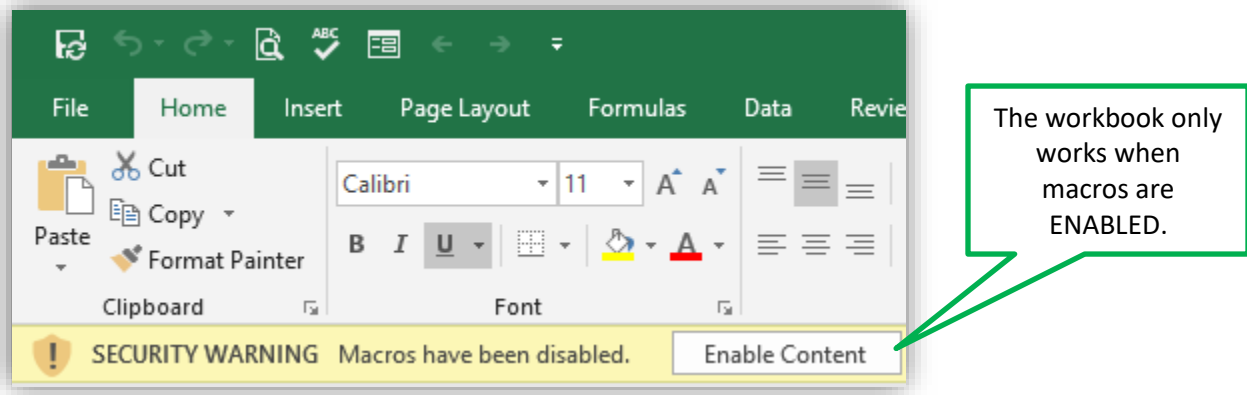 ABC
File Home Insert Page Layout Formulas Data Revie
Cut
Calibri 11 A A
Copy
Paste
B I U A
Format Painter
Clipboard Font
SECURITY WARNING Macros have been disabled. Enable Content
The workbook only
works when
macros are
ENABLED.